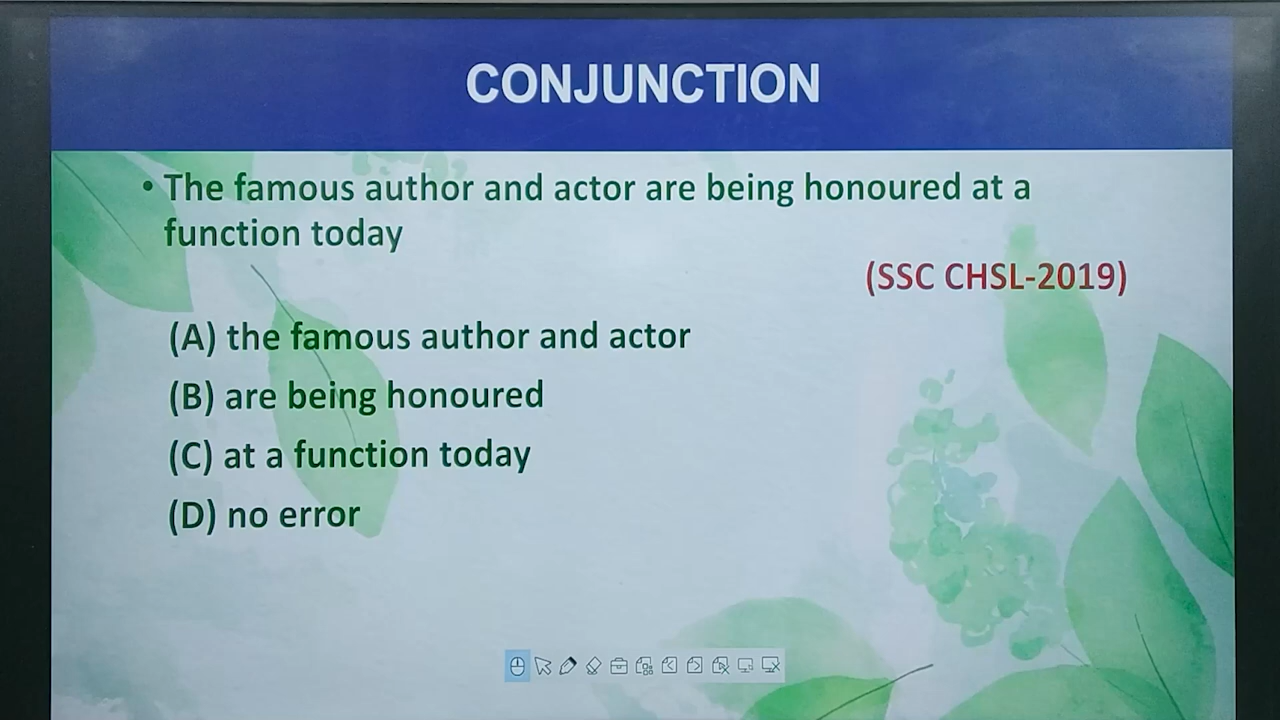 CONJUNCTION
• The famous author and actor are being honoured at a
function today
(SSC CHSL-2019)
(A) the famous author and actor
(B) are being honoured
(C) at a function today
(D) no error